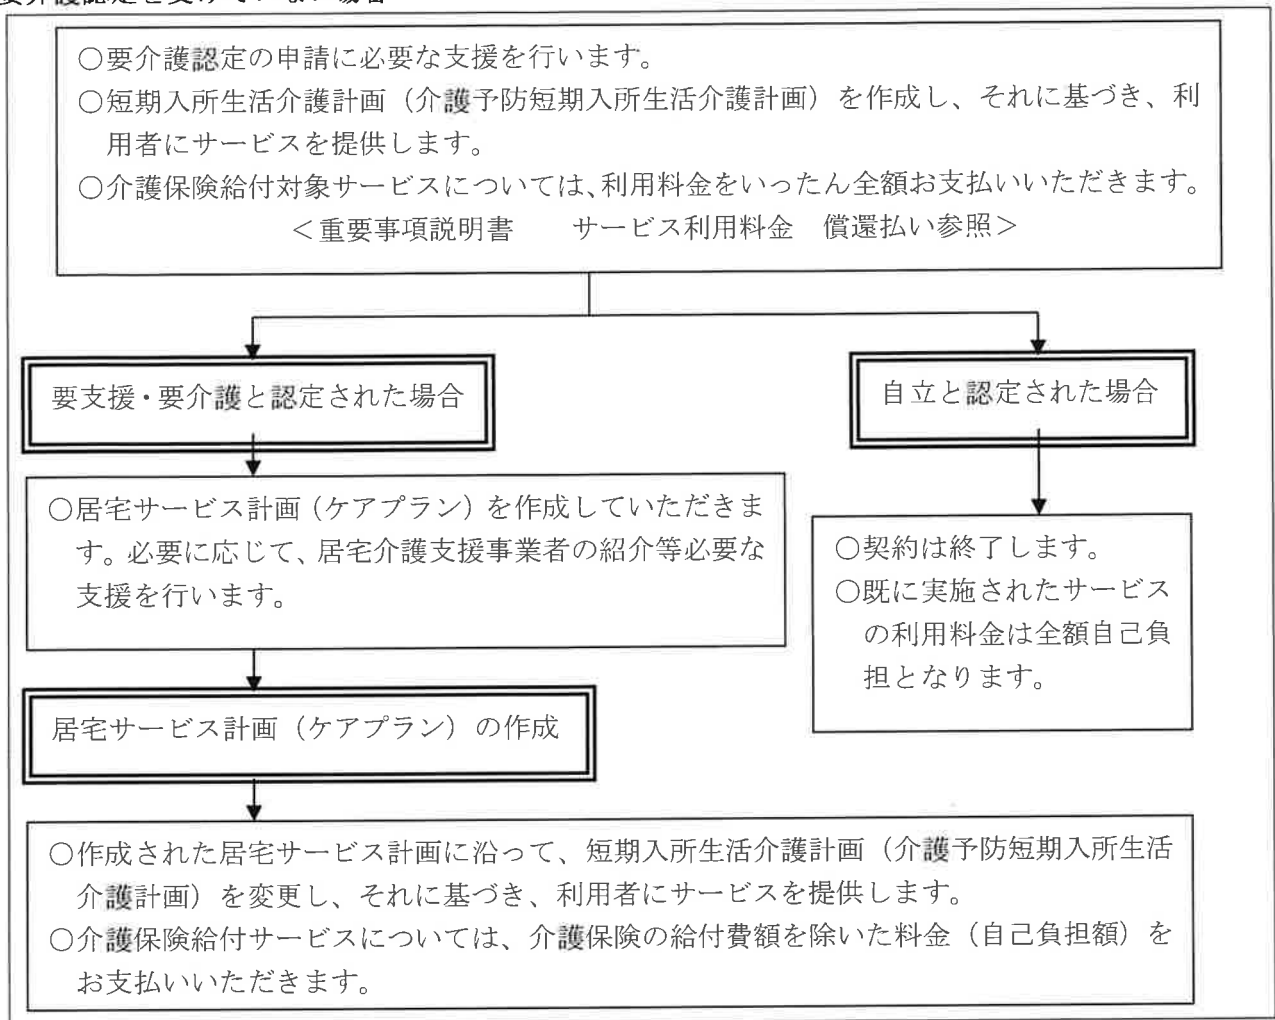 ○要介護認定の申請に必要な支援を行います。
○短期入所生活介護計画（介護予防短期入所生活介護計画）を作成し、それに基づき、利
用者にサービスを提供します。
○介護保険給付対象サービスについては、利用料金をいったん全額お支払いいただきます。
＜重要事項説明書　　サービス利用料金　償還払い参照＞
要支援・要介護と認定された場合
自立と認定された場合
○居宅サービス計画（ケアプラン）を作成していただきま
す。必要に応じて、居宅介護支援事業者の紹介等必要な
支援を行います。
○契約は終了します。
○既に実施されたサービス
の利用料金は全額自己負
担となります。
居宅サービス計画（ケアプラン）の作成
○作成された居宅サービス計画に沿って、短期入所生活介護計画（介護予防短期入所生活
介護計画）を変更し、それに基づき、利用者にサービスを提供します。
○介護保険給付サービスについては、介護保険の給付費額を除いた料金（自己負担額）を
お支払いいただきます。